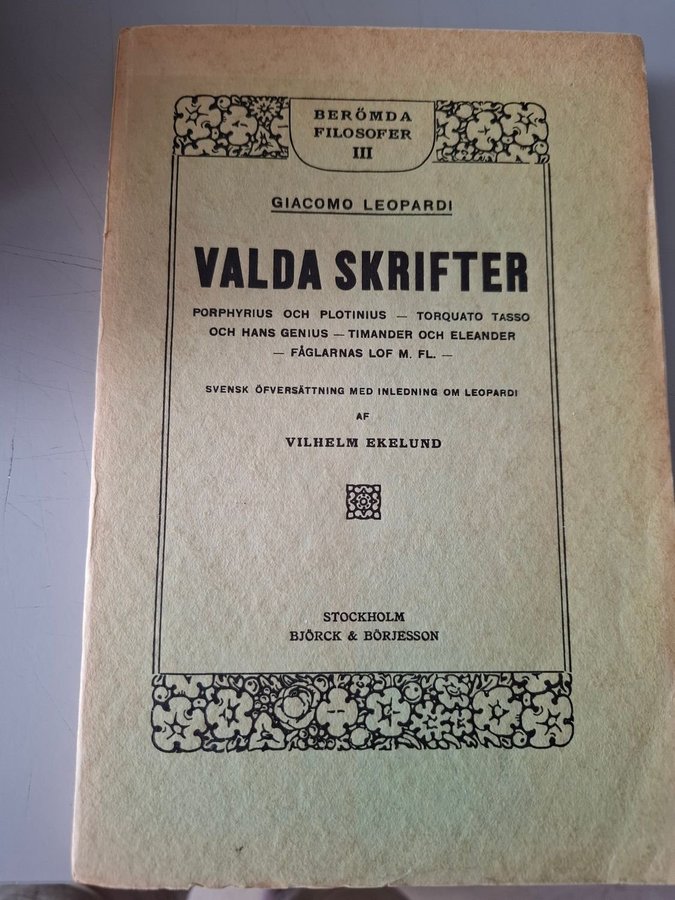 BERÖMDA
FILOSOFER
III
GIACOMO LEOPARDI
VALDA SKRIFTER
PORPHYRIUS OCH PLOTINIUS — TORQUATO TASSO
OCH HANS GENIUS — TIMANDER OCH ELEANDER
— FÅGLARNAS LOF M. FL. —
SVENSK ÖFVERSÄTTNING MED INLEDNING OM LEOPARDI
AF
VILHELM EKELUND
STOCKHOLM
BJÖRCK & BÖRJESSON